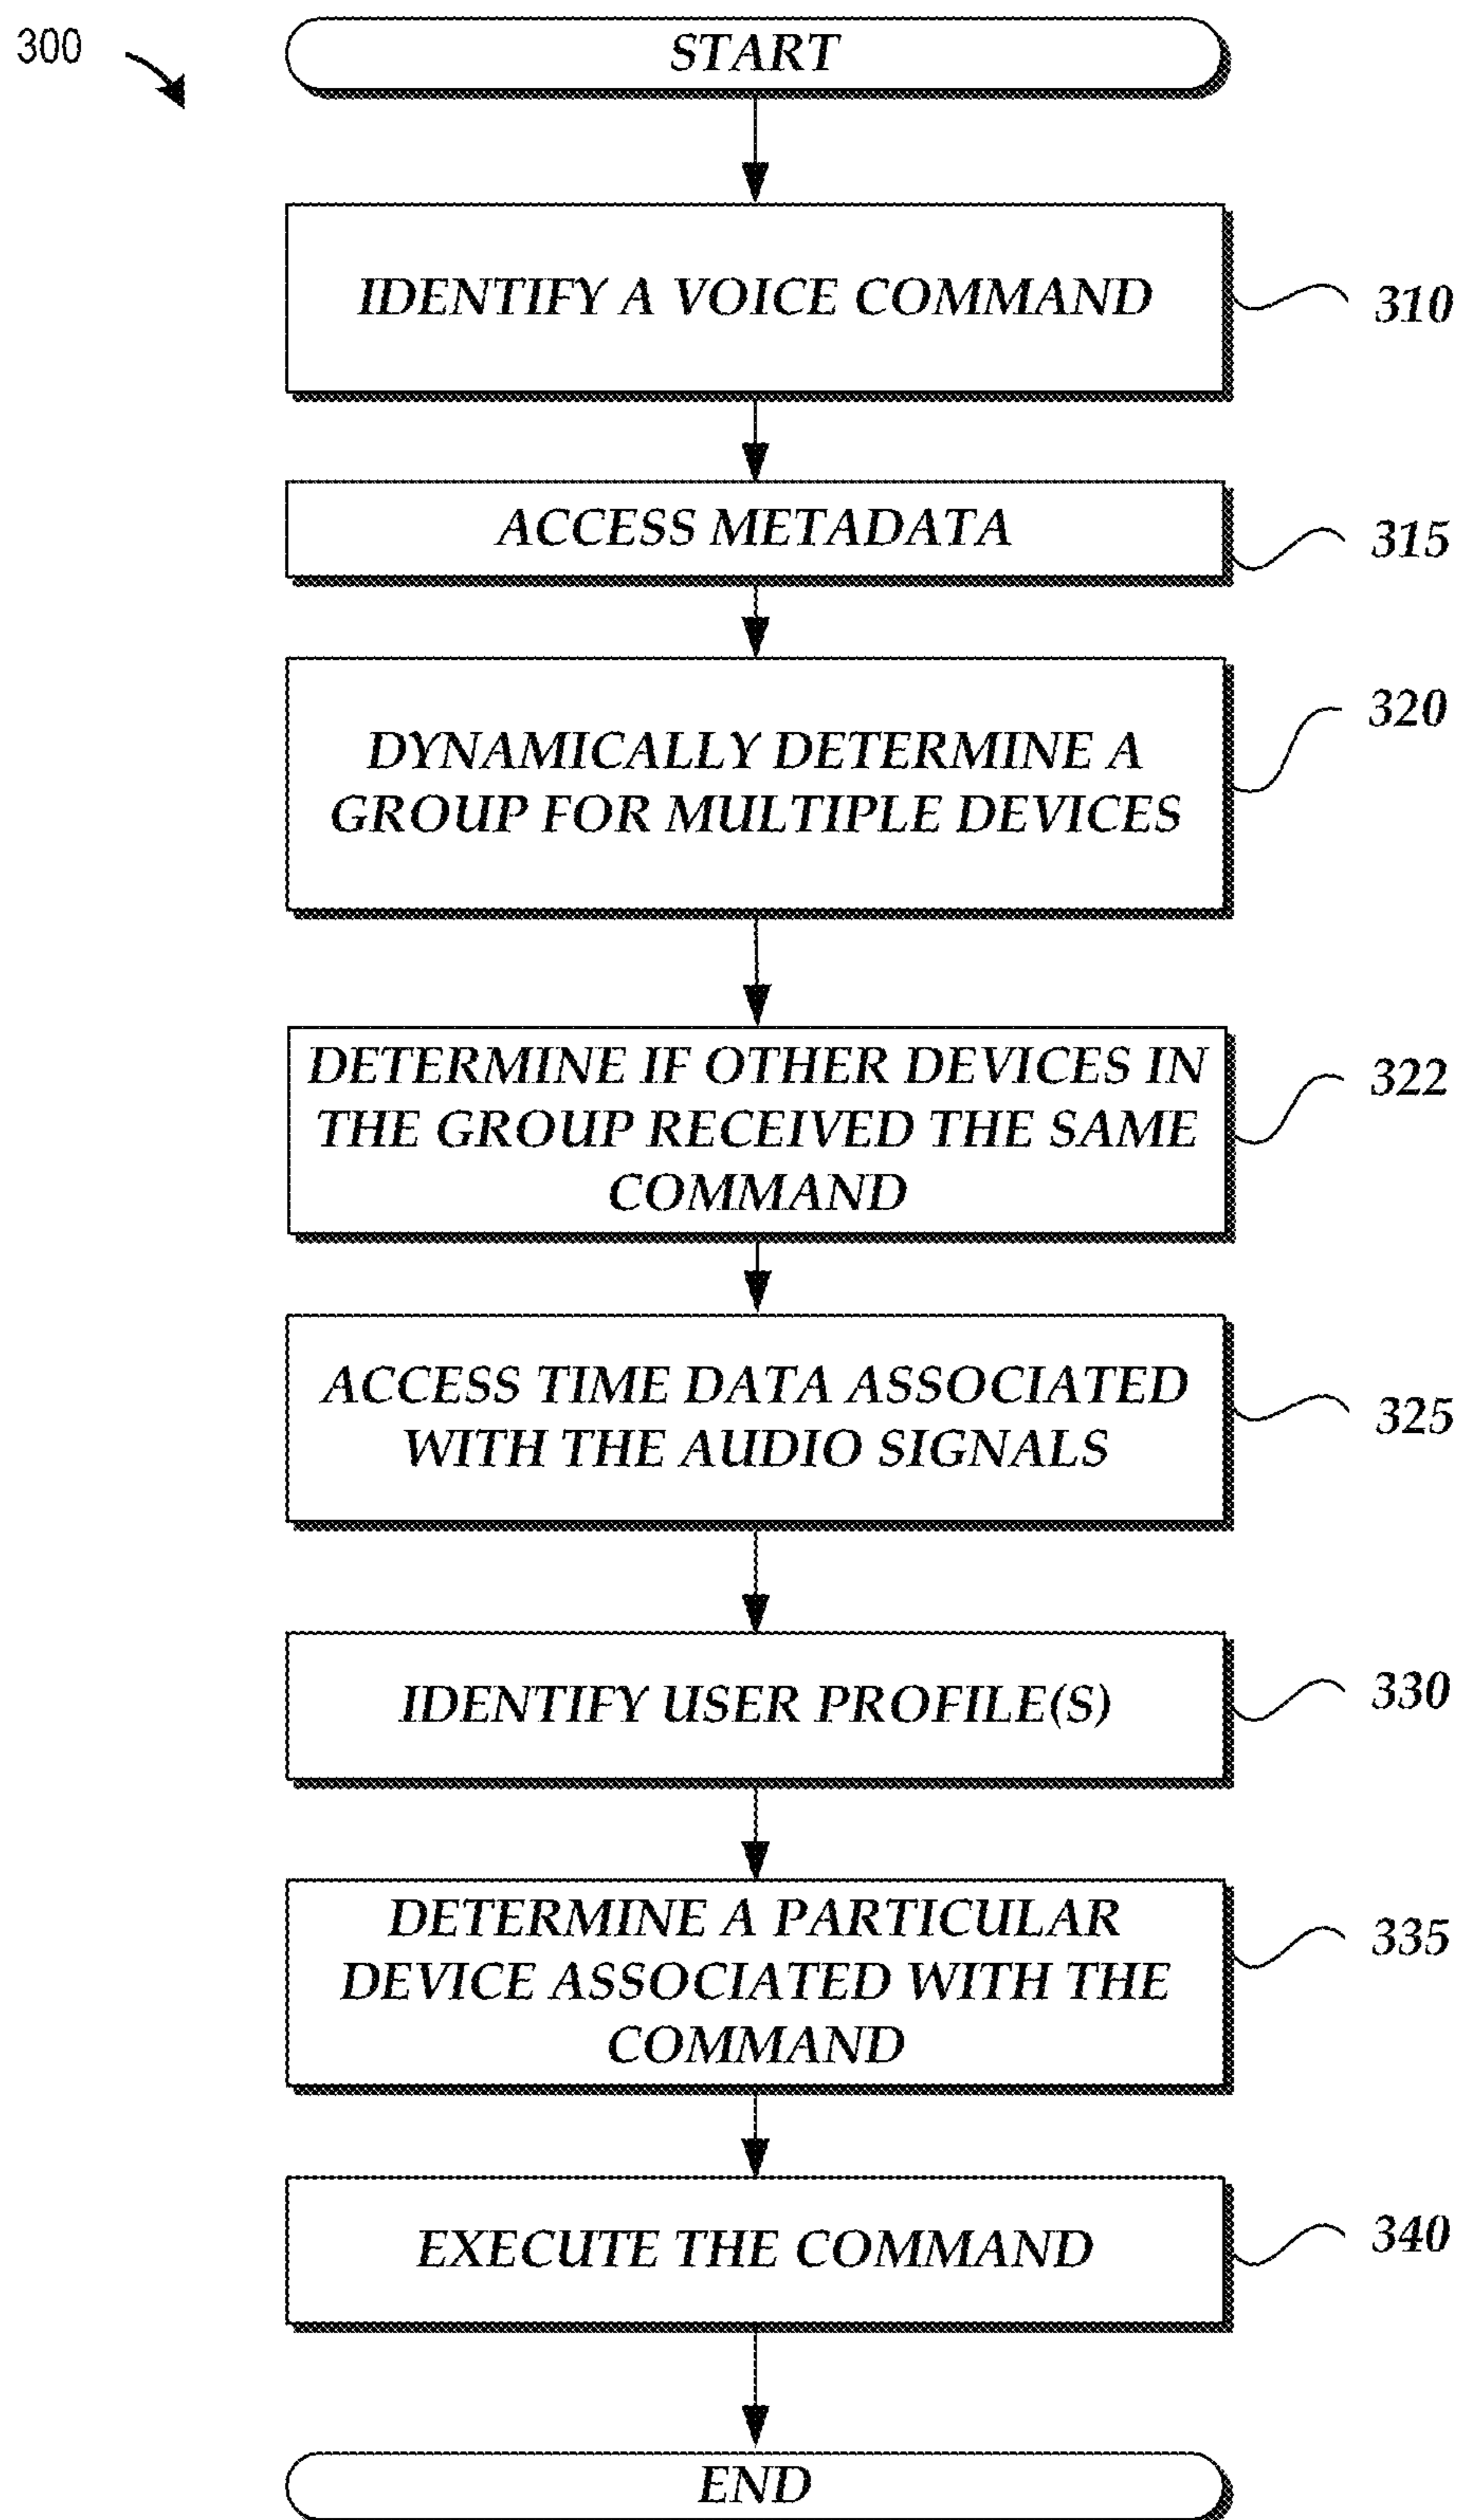 300
START
IDENTIFY A VOICE COMMAND
310
ACCESS METADATA
315
DYNAMICALLY DETERMINE A
GROUP FOR MULTIPLE DEVICES
320
DETERMINE IF OTHER DEVICES IN
THE GROUP RECEIVED THE SAME
COMMAND
322
ACCESS TIME DATA ASSOCIATED
WITH THE AUDIO SIGNALS
325
IDENTIFY USER PROFILE(S)
330
DETERMINE A PARTICULAR
DEVICE ASSOCIATED WITH THE
COMMAND
335
EXECUTE THE COMMAND
340
END